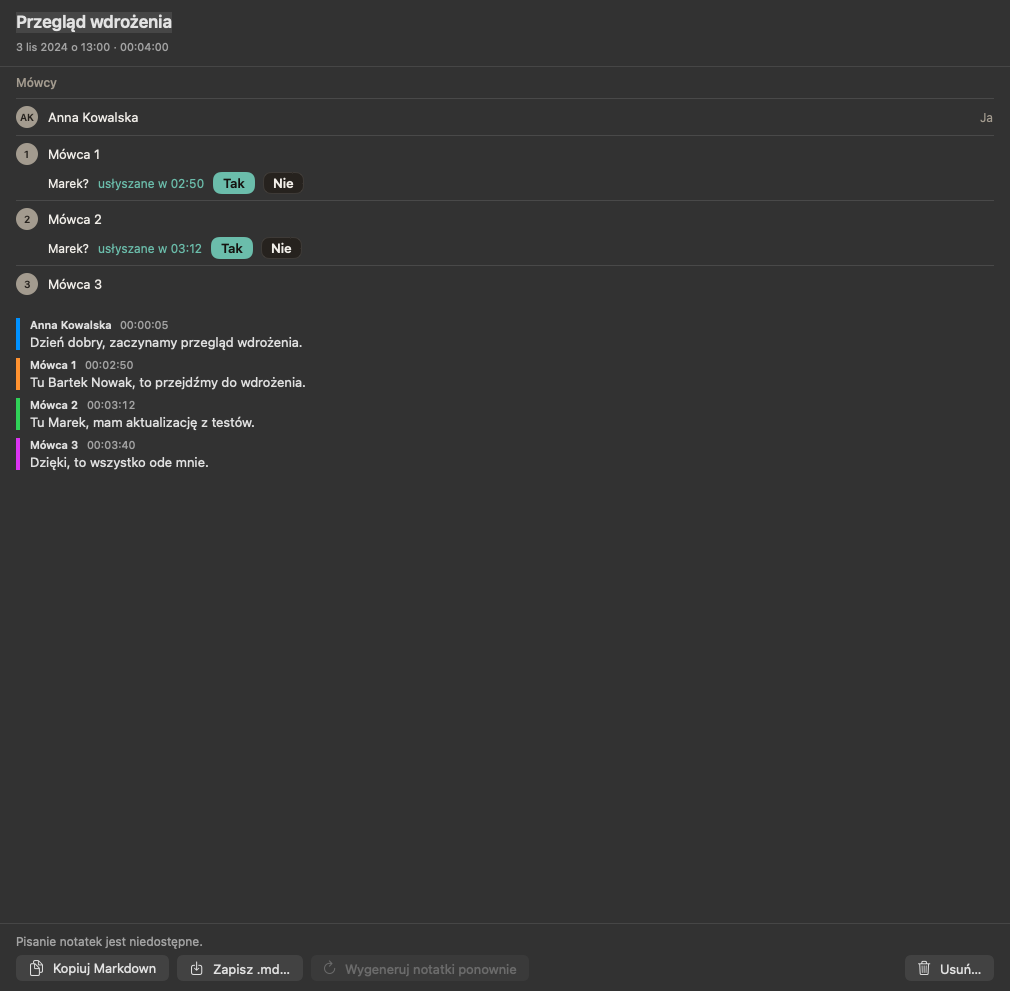 Przegląd wdrożenia
3 lis 2024 o 13:00 · 00:04:00
Mówcy
AK Anna Kowalska Ja
1 Mówca 1
Marek? usłyszane w 02:50 Tak Nie
2 Mówca 2
Marek? usłyszane w 03:12 Tak Nie
3 Mówca 3
Anna Kowalska 00:00:05
Dzień dobry, zaczynamy przegląd wdrożenia.
Mówca 1 00:02:50
Tu Bartek Nowak, to przejdźmy do wdrożenia.
Mówca 2 00:03:12
Tu Marek, mam aktualizację z testów.
Mówca 3 00:03:40
Dzięki, to wszystko ode mnie.
Pisanie notatek jest niedostępne.
Kopiuj Markdown Zapisz .md... Wygeneruj notatki ponownie Usuń...